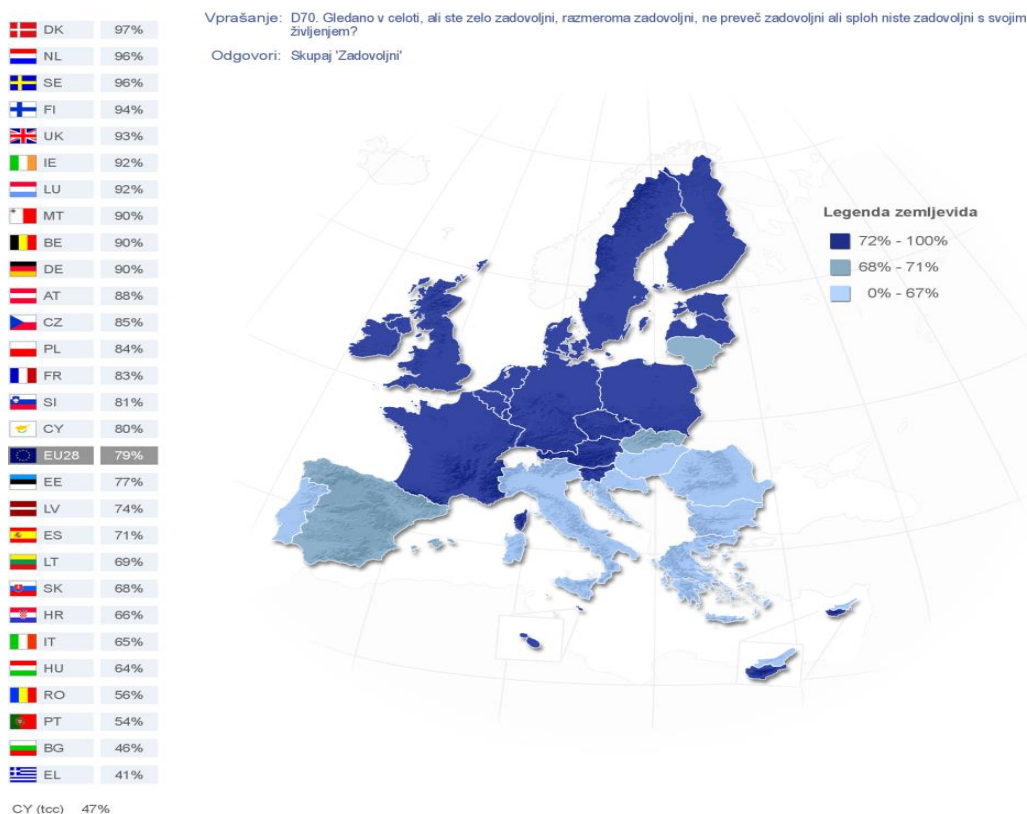 Vprašanje: D70. Gledano v celoti, ali ste zelo zadovoljni, razmeroma zadovoljni, ne preveč zadovoljni ali sploh niste zadovoljni s svojim
življenjem?
Odgovori: Skupaj 'Zadovoljni'
DK 97%
NL 96%
SE 96%
FI 94%
UK 93%
IE 92%
LU 92%
MT 90%
BE 90%
DE 90%
AT 88%
CZ 85%
PL 84%
FR 83%
SI 81%
CY 80%
EU28 79%
EE 77%
LV 74%
ES 71%
LT 69%
SK 68%
HR 66%
IT 65%
HU 64%
RO 56%
PT 54%
BG 46%
EL 41%
CY (tcc) 47%
Legenda zemljevida
72% - 100%
68% - 71%
0% - 67%